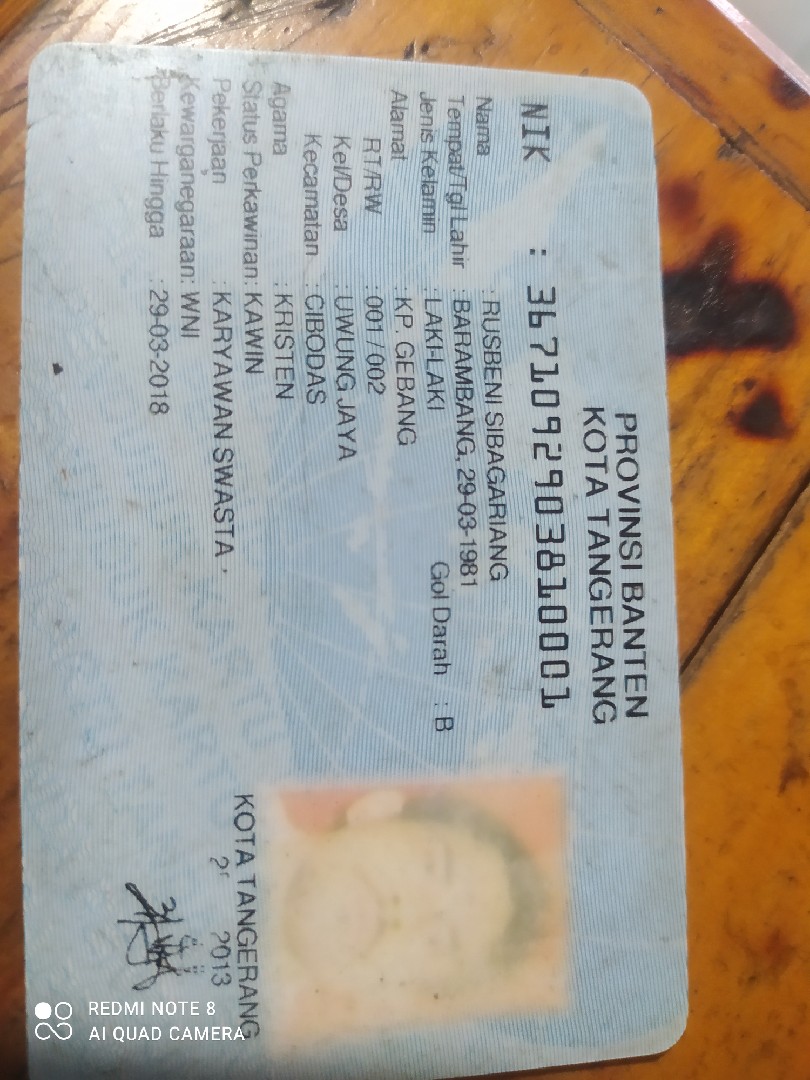 PROVINSI BANTEN
KOTA TANGERANG
NIK : 3671092903810001
Nama : RUSBENI SIBAGARIANG
Tempat/Tgl Lahir : BARAMBANG, 29-03-1981
Jenis Kelamin : LAKI-LAKI Gol Darah : B
Alamat : KP. GEBANG
RT/RW : 001 / 002
Kel/Desa : UWUNG JAYA
Kecamatan : CIBODAS
Agama : KRISTEN
Status Perkawinan: KAWIN
Pekerjaan : KARYAWAN SWASTA
Kewarganegaraan: WNI
Berlaku Hingga : 29-03-2018
KOTA TANGERANG
2013
REDMI NOTE 8
AI QUAD CAMERA